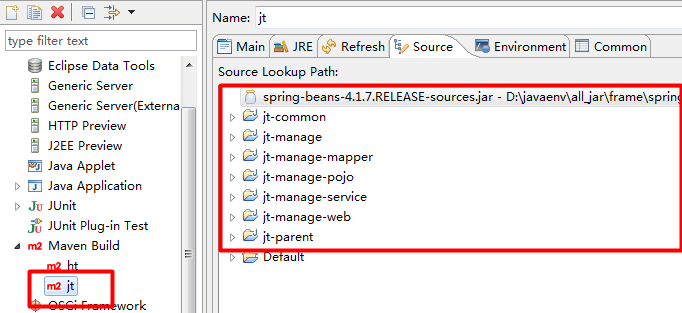 type filter text
Eclipse Data Tools
Generic Server
Generic Server(Externa
HTTP Preview
J2EE Preview
Java Applet
Java Application
JUnit
JUnit Plug-in Test
Maven Build
ht
jt
OSGi Framework
Name: jt
Main JRE Refresh Source Environment Common
Source Lookup Path:
spring-beans-4.1.7.RELEASE-sources.jar - D:\javaenv\all_jar\frame\spring
jt-common
jt-manage
jt-manage-mapper
jt-manage-pojo
jt-manage-service
jt-manage-web
jt-parent
Default